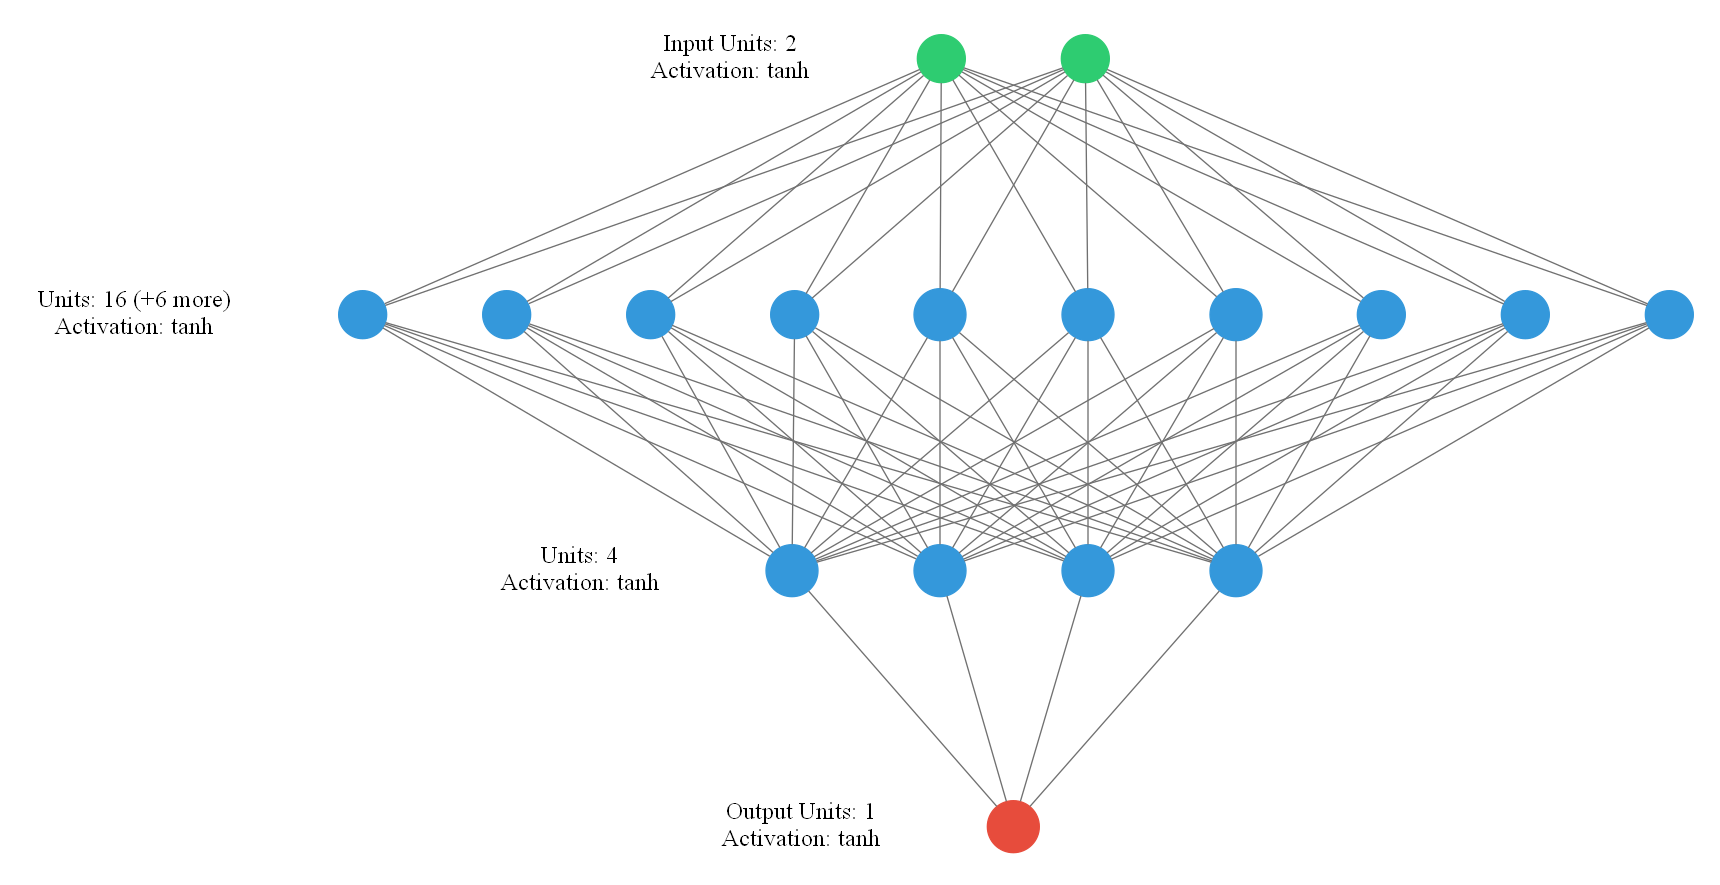 Input Units: 2
Activation: tanh
Units: 16 (+6 more)
Activation: tanh
Units: 4
Activation: tanh
Output Units: 1
Activation: tanh